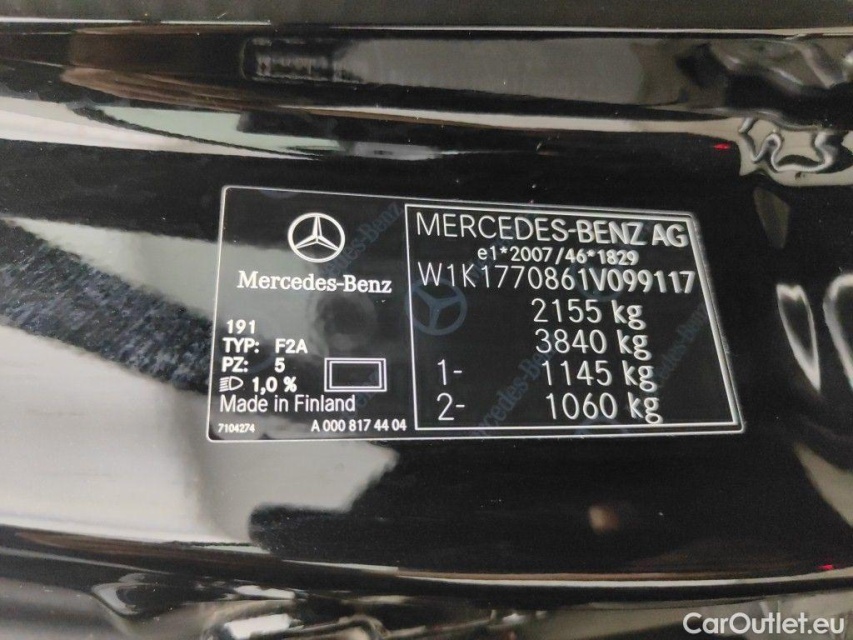 Mercedes-Benz
191
TYP: F2A
PZ: 5
1,0 %
Made in Finland
7104274 A 000 817 44 04
MERCEDES-BENZ AG
e1*2007/46*1829
W1K1770861V099117
2155 kg
3840 kg
1- 1145 kg
2- 1060 kg
CarOutlet.eu